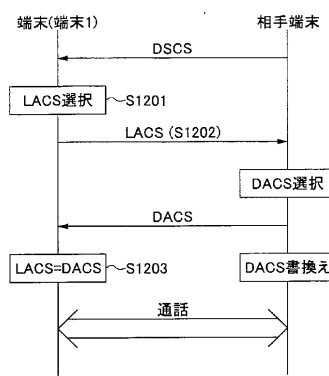 端末(端末1)
相手端末
DSCS
LACS選択
S1201
LACS (S1202)
DACS選択
DACS
LACS=DACS
S1203
DACS書換え
通話